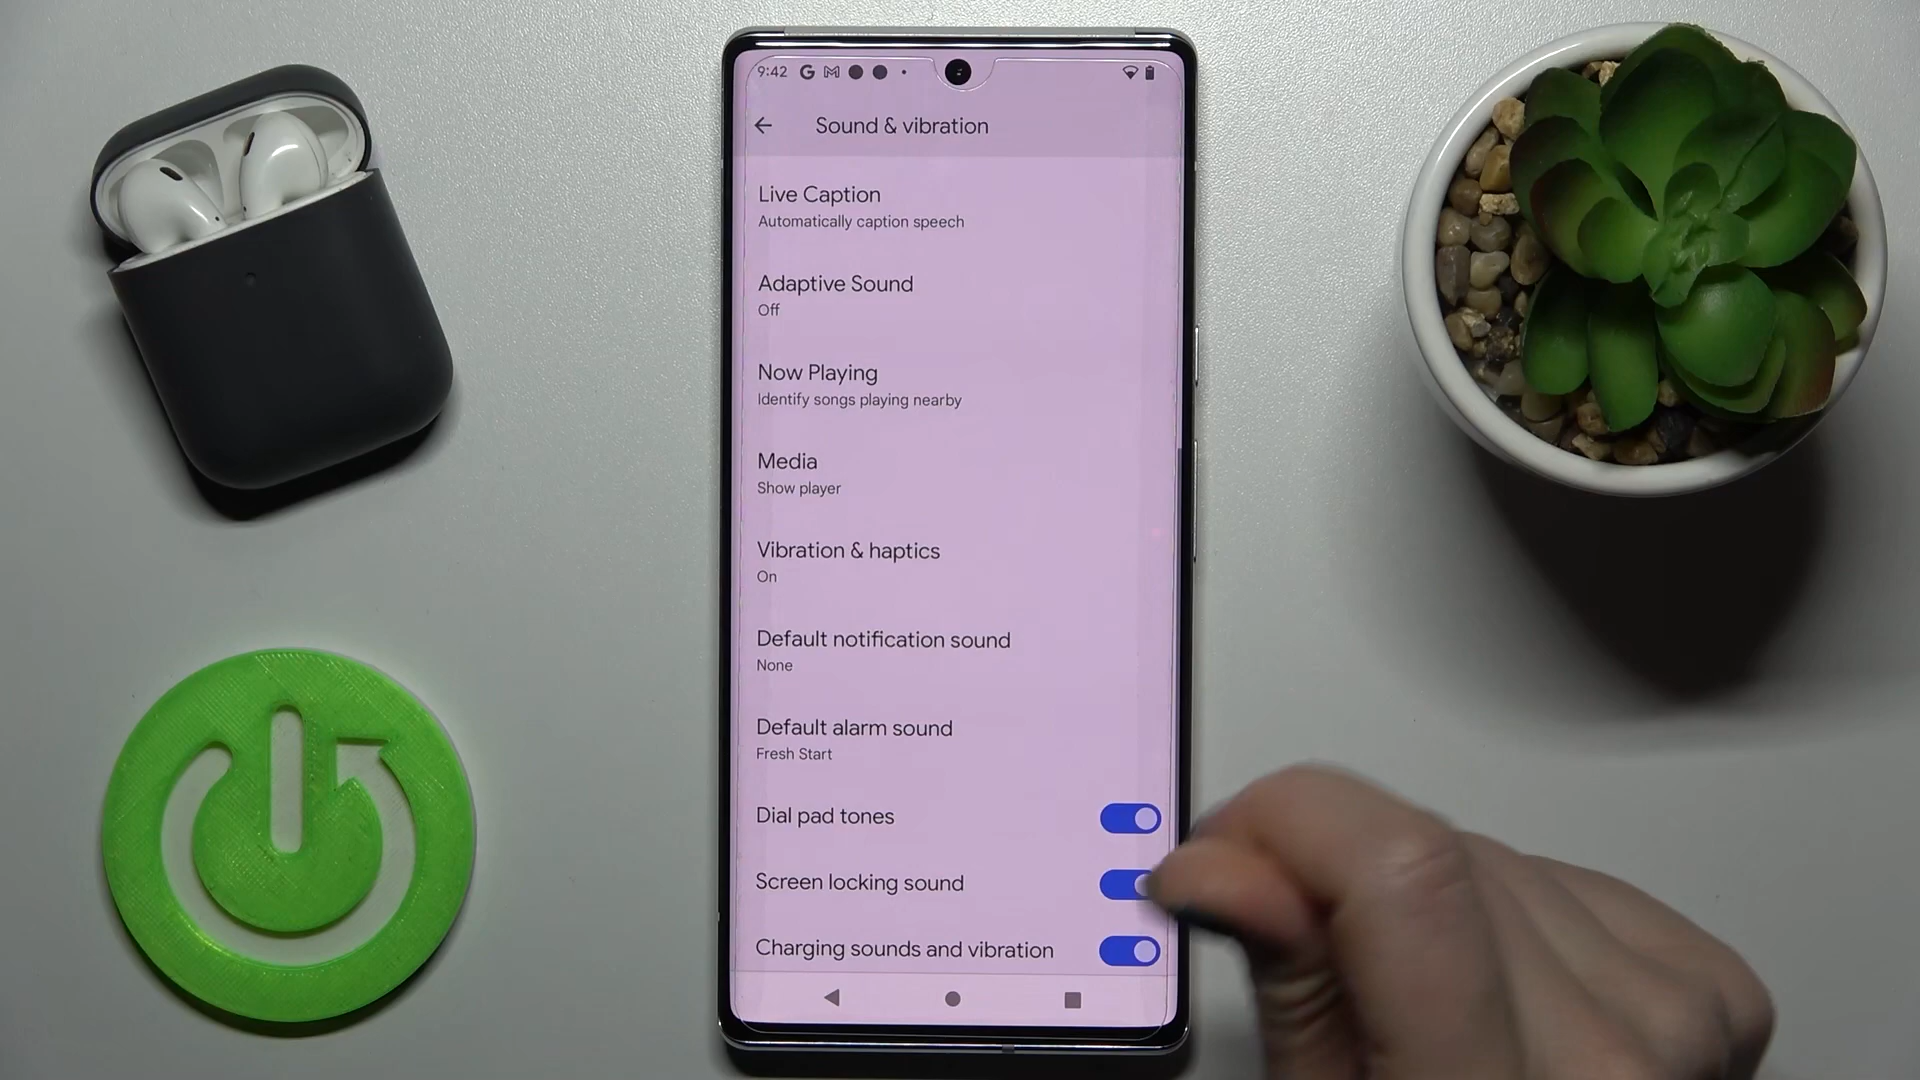 9:42
Sound & vibration
Live Caption
Automatically caption speech
Adaptive Sound
Off
Now Playing
Identify songs playing nearby
Media
Show player
Vibration & haptics
On
Default notification sound
None
Default alarm sound
Fresh Start
Dial pad tones
Screen locking sound
Charging sounds and vibration